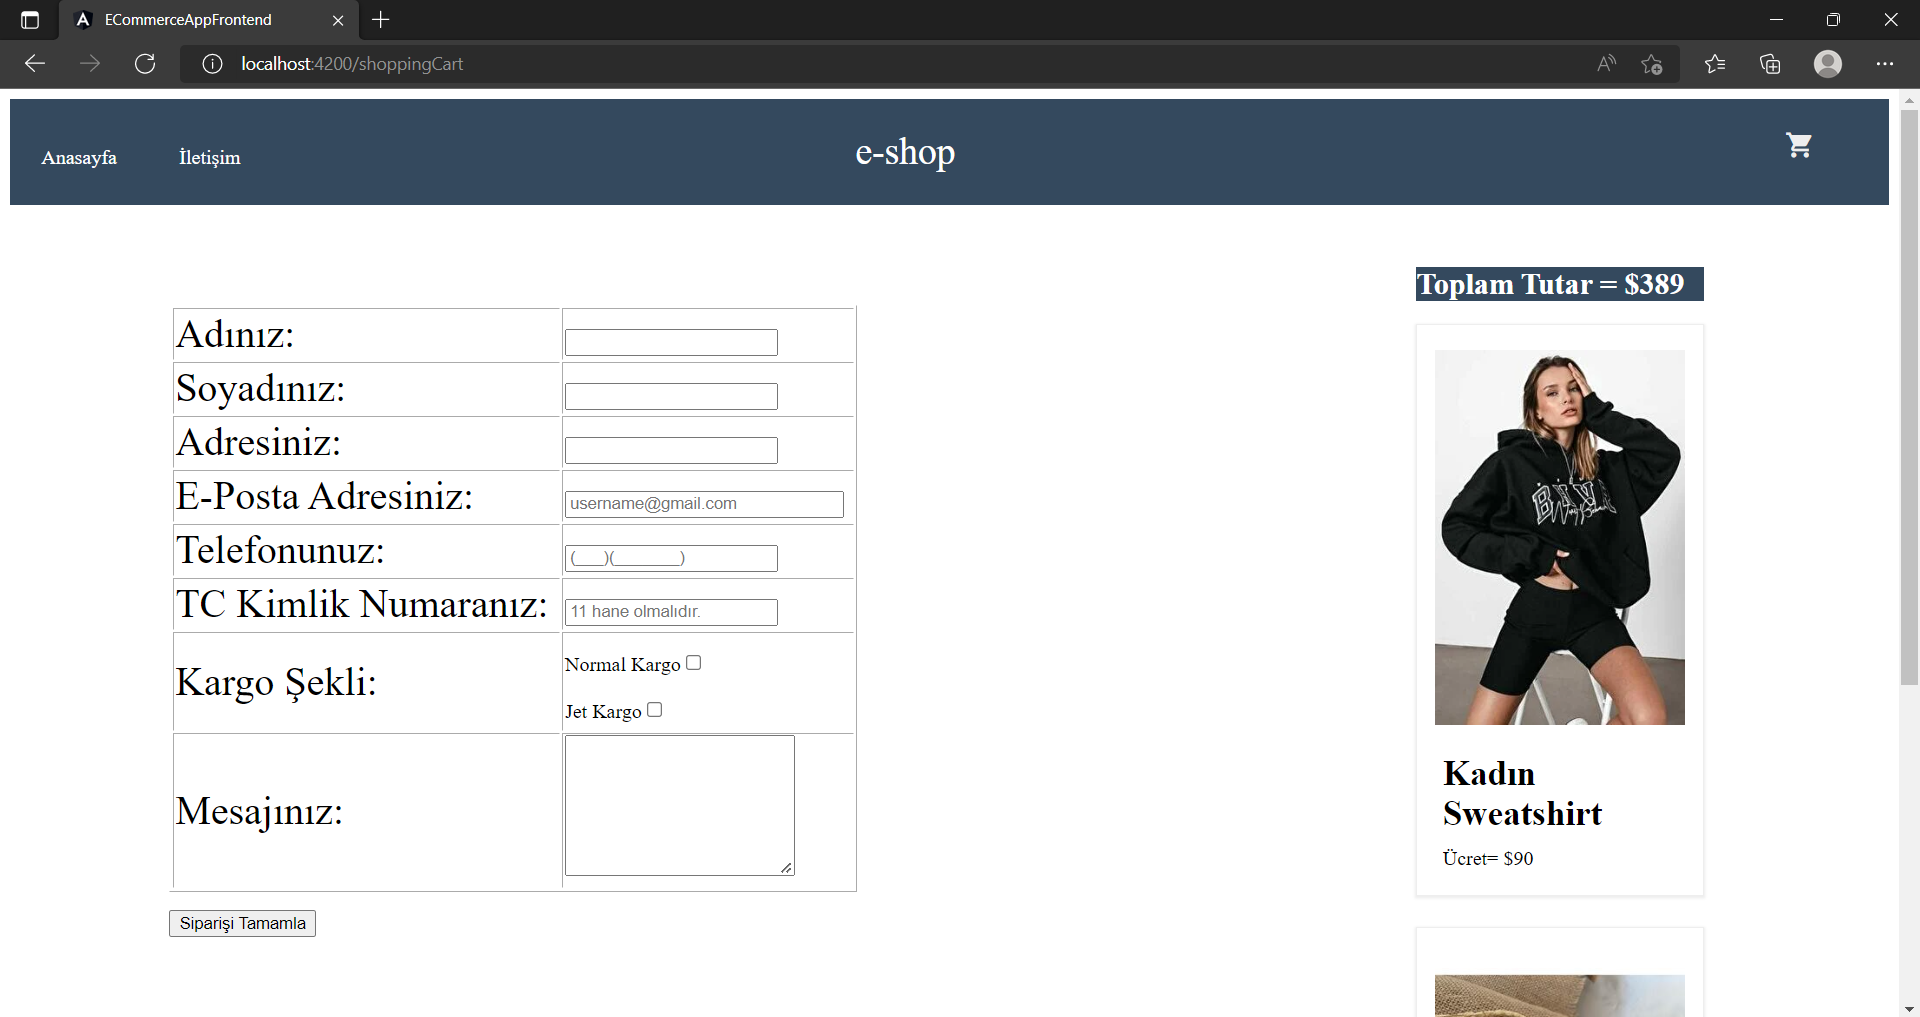 ECommerceAppFrontend
localhost:4200/shoppingCart
Anasayfa
İletişim
e-shop
Toplam Tutar = $389
Adınız:
Soyadınız:
Adresiniz:
E-Posta Adresiniz:
username@gmail.com
Telefonunuz:
(___)(_______)
TC Kimlik Numaranız:
11 hane olmalıdır.
Kargo Şekli:
Normal Kargo
Jet Kargo
Mesajınız:
Siparişi Tamamla
Kadın
Sweatshirt
Ücret= $90